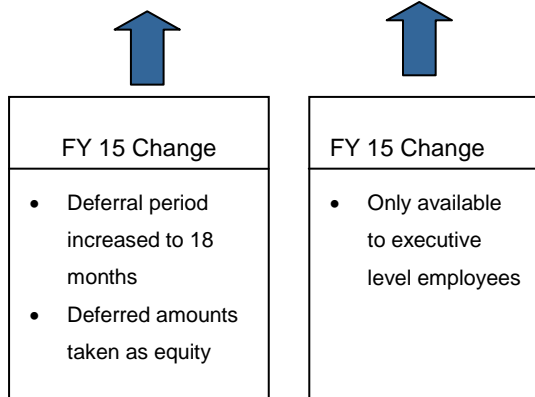 FY 15 Change
• Deferral period
increased to 18
months
• Deferred amounts
taken as equity
FY 15 Change
• Only available
to executive
level employees